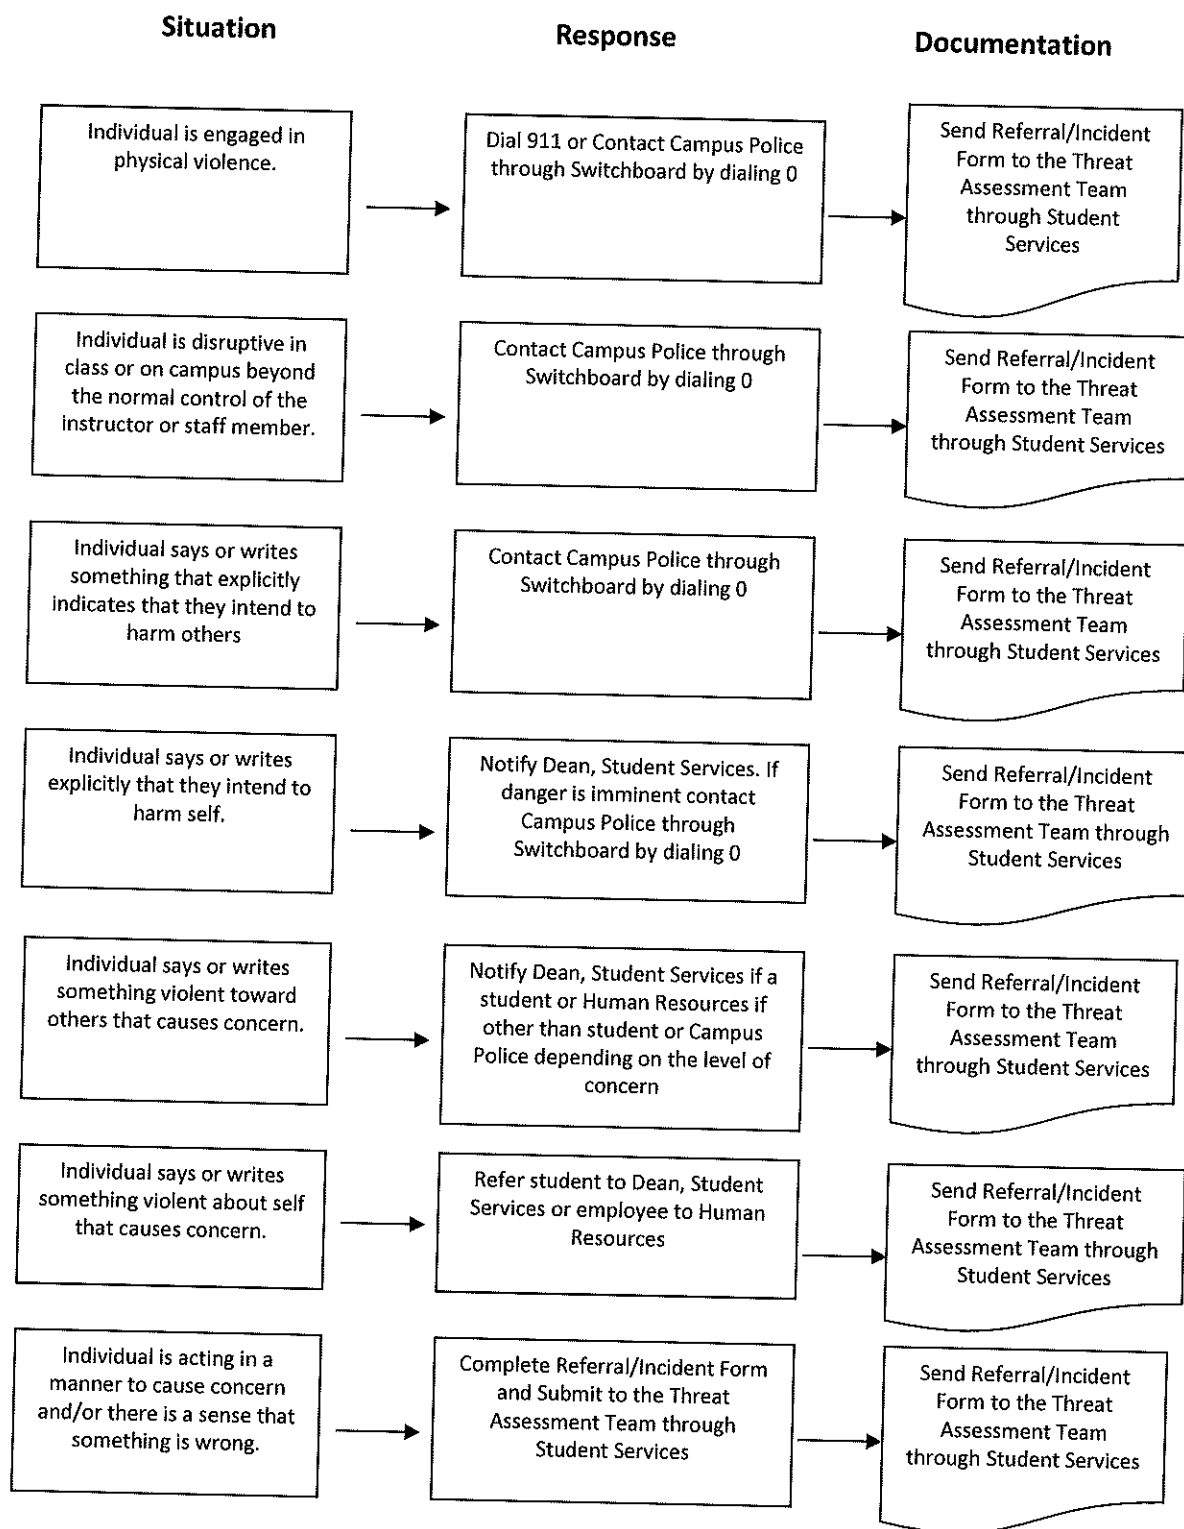 Situation
Response
Documentation
Individual is engaged in
physical violence.
Dial 911 or Contact Campus Police
through Switchboard by dialing 0
Send Referral/Incident
Form to the Threat
Assessment Team
through Student
Services
Individual is disruptive in
class or on campus beyond
the normal control of the
instructor or staff member.
Contact Campus Police through
Switchboard by dialing 0
Send Referral/Incident
Form to the Threat
Assessment Team
through Student Services
Individual says or writes
something that explicitly
indicates that they intend to
harm others
Contact Campus Police through
Switchboard by dialing 0
Send Referral/Incident
Form to the Threat
Assessment Team
through Student Services
Individual says or writes
explicitly that they intend to
harm self.
Notify Dean, Student Services. If
danger is imminent contact
Campus Police through
Switchboard by dialing 0
Send Referral/Incident
Form to the Threat
Assessment Team through
Student Services
Individual says or writes
something violent toward
others that causes concern.
Notify Dean, Student Services if a
student or Human Resources if
other than student or Campus
Police depending on the level of
concern
Send Referral/Incident
Form to the Threat
Assessment Team
through Student Services
Individual says or writes
something violent about self
that causes concern.
Refer student to Dean, Student
Services or employee to Human
Resources
Send Referral/Incident
Form to the Threat
Assessment Team through
Student Services
Individual is acting in a
manner to cause concern
and/or there is a sense that
something is wrong.
Complete Referral/Incident Form
and Submit to the Threat
Assessment Team through
Student Services
Send Referral/Incident
Form to the Threat
Assessment Team
through Student Services